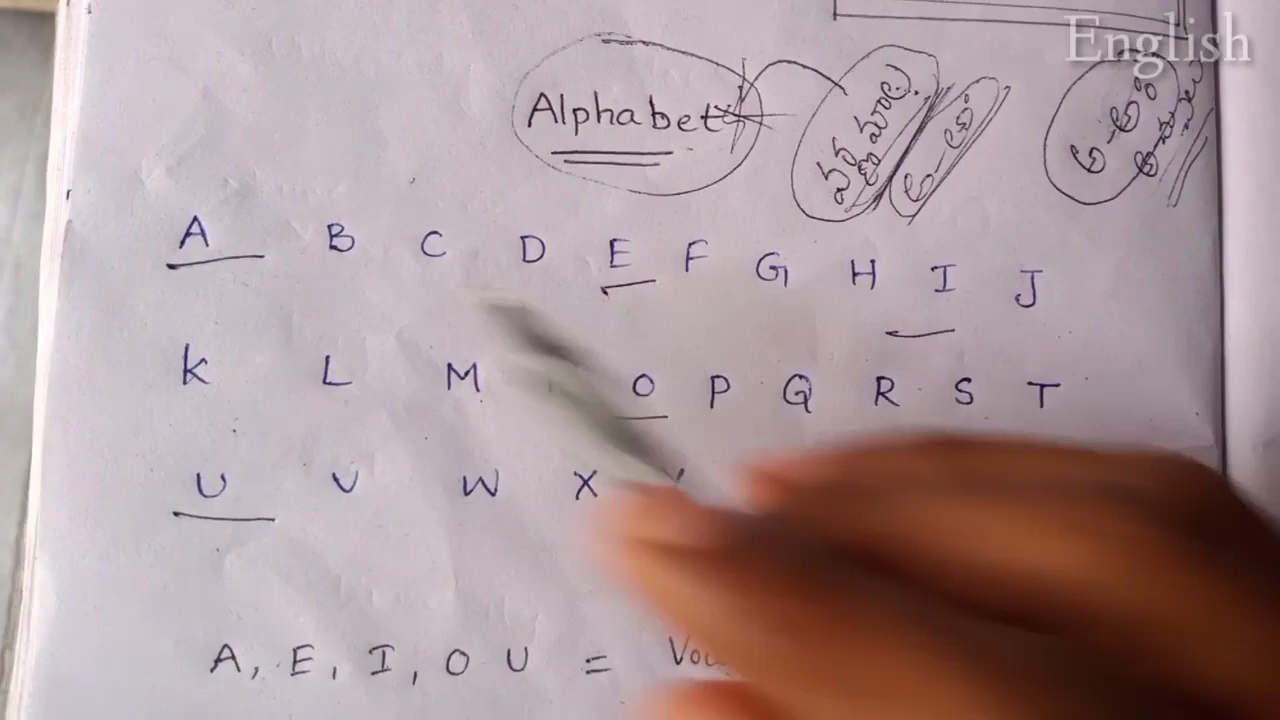 English
Alphabet
A B C D E F G H I J
K L M O P Q R S T
U V W X
A, E, I, O U =